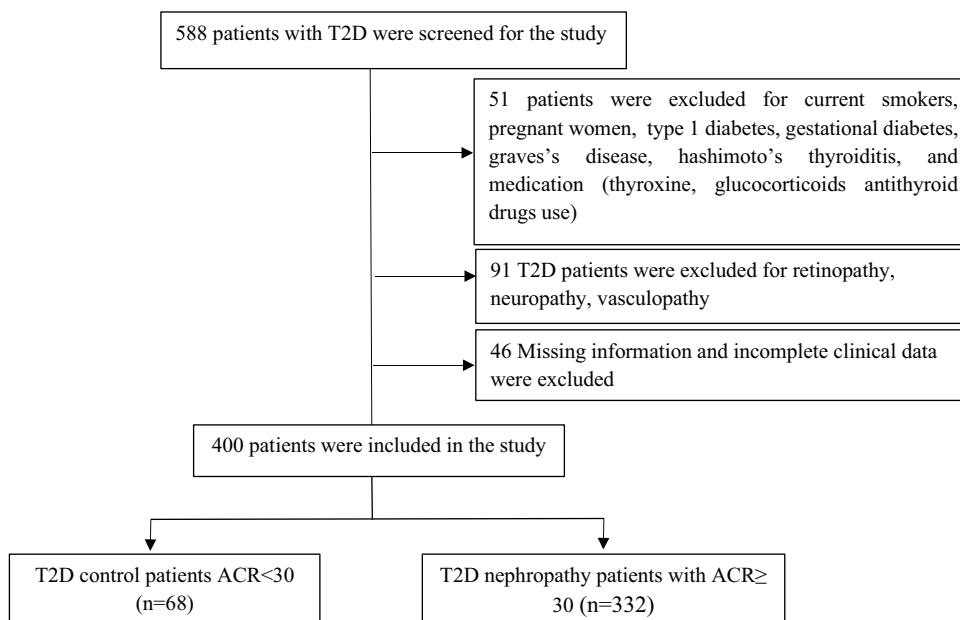 588 patients with T2D were screened for the study
51 patients were excluded for current smokers,
pregnant women, type 1 diabetes, gestational diabetes,
graves's disease, hashimoto's thyroiditis, and
medication (thyroxine, glucocorticoids antithyroid
drugs use)
91 T2D patients were excluded for retinopathy,
neuropathy, vasculopathy
46 Missing information and incomplete clinical data
were excluded
400 patients were included in the study
T2D control patients ACR<30
(n=68)
T2D nephropathy patients with ACR≥
30 (n=332)